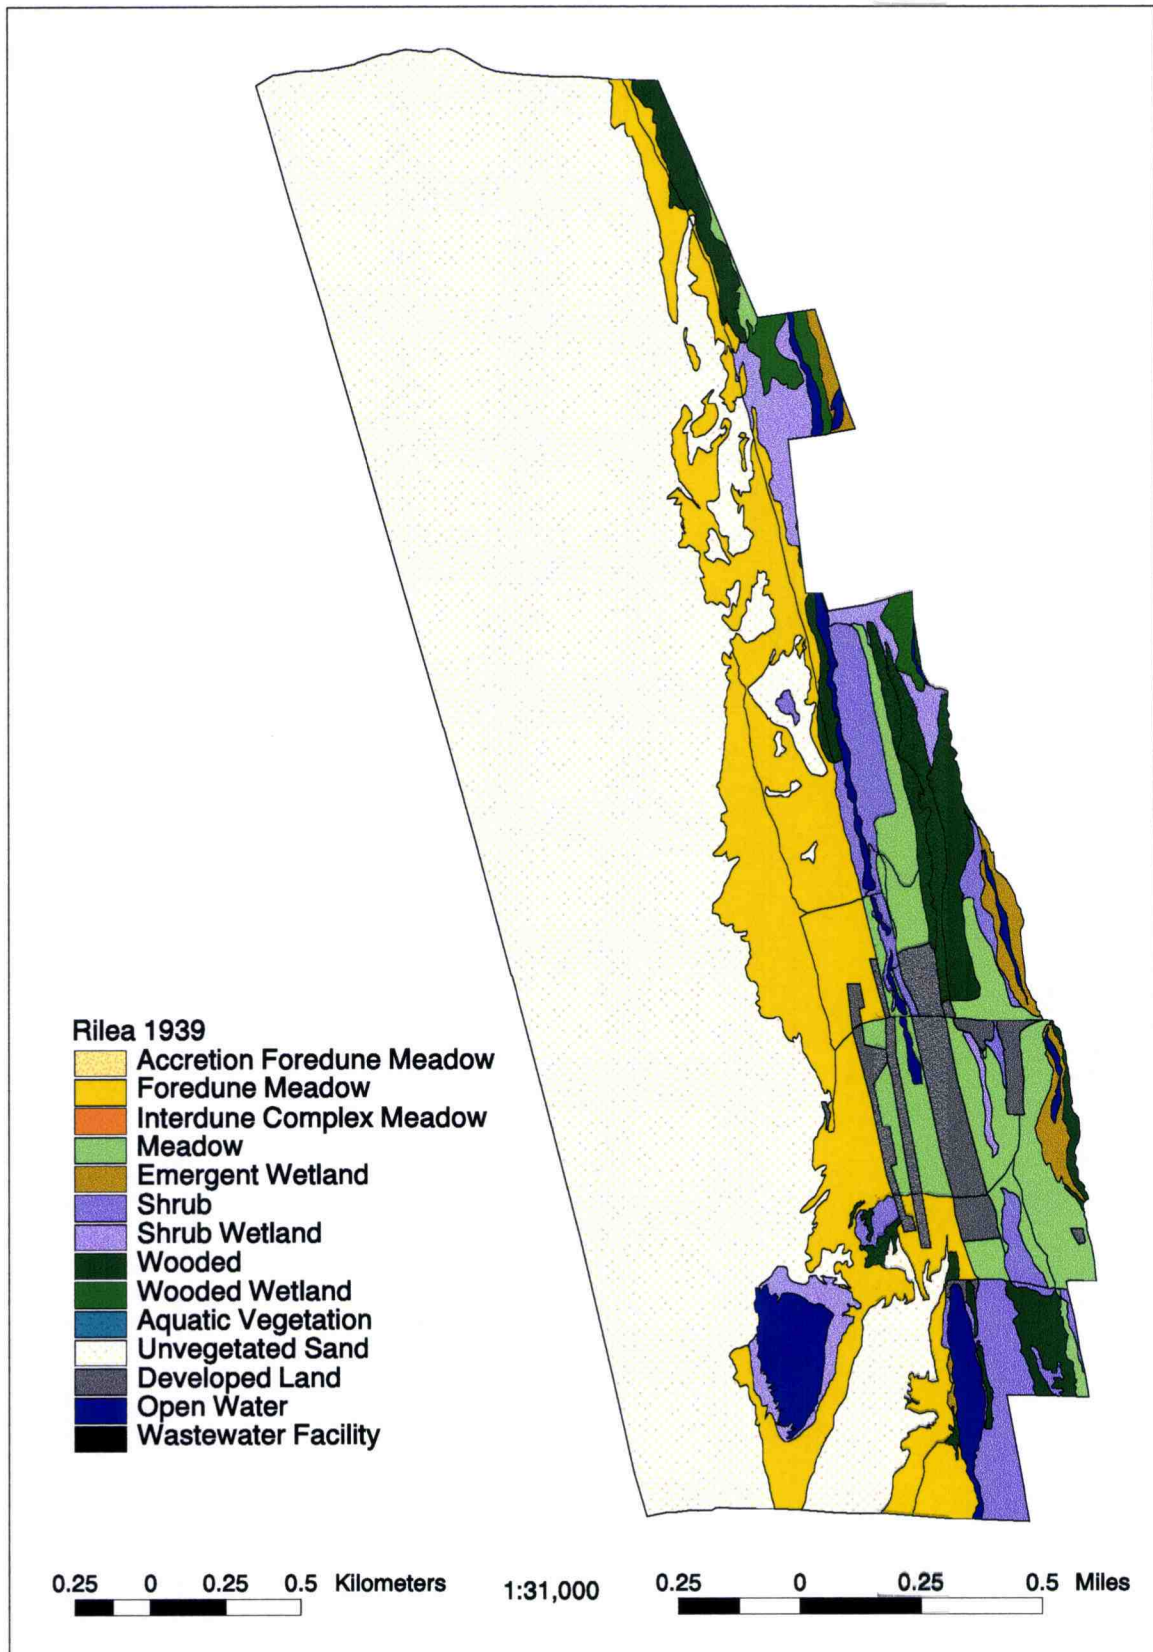 Rilea 1939
Accretion Foredune Meadow
Foredune Meadow
Interdune Complex Meadow
Meadow
Emergent Wetland
Shrub
Shrub Wetland
Wooded
Wooded Wetland
Aquatic Vegetation
Unvegetated Sand
Developed Land
Open Water
Wastewater Facility
0.25 0 0.25 0.5 Kilometers
1:31,000
0.25 0 0.25 0.5 Miles